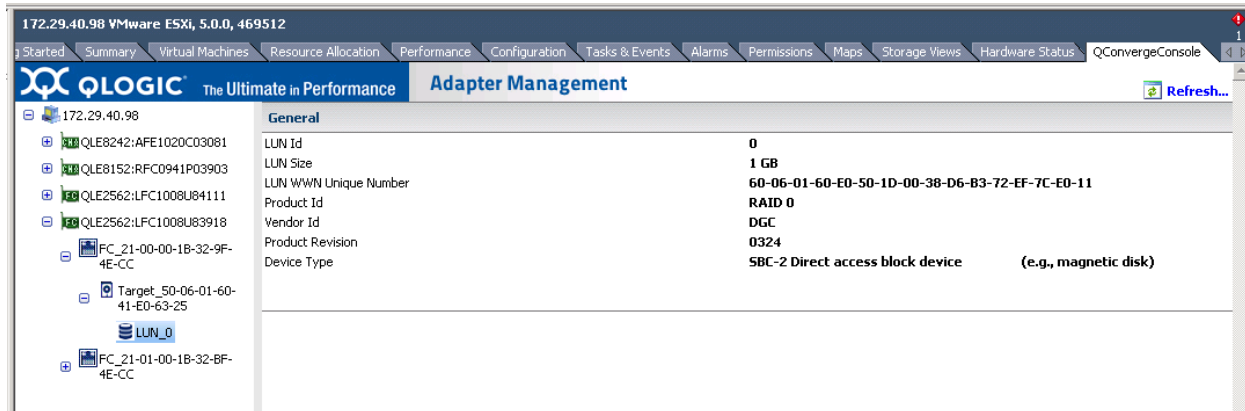 172.29.40.98 VMware ESXi, 5.0.0, 469512
g Started Summary Virtual Machines Resource Allocation Performance Configuration Tasks & Events Alarms Permissions Maps Storage Views Hardware Status QConvergeConsole
1
QLOGIC The Ultimate in Performance Adapter Management
Refresh...
172.29.40.98
QLE8242:AFE1020C03081
QLE8152:RFC0941P03903
QLE2562:LFC1008U84111
QLE2562:LFC1008U83918
FC_21-00-00-1B-32-9F-
4E-CC
Target_50-06-01-60-
41-E0-63-25
LUN_0
FC_21-01-00-1B-32-BF-
4E-CC
General
LUN Id 0
LUN Size 1 GB
LUN WWN Unique Number 60-06-01-60-E0-50-1D-00-38-D6-B3-72-EF-7C-E0-11
Product Id RAID 0
Vendor Id DGC
Product Revision 0324
Device Type SBC-2 Direct access block device (e.g., magnetic disk)